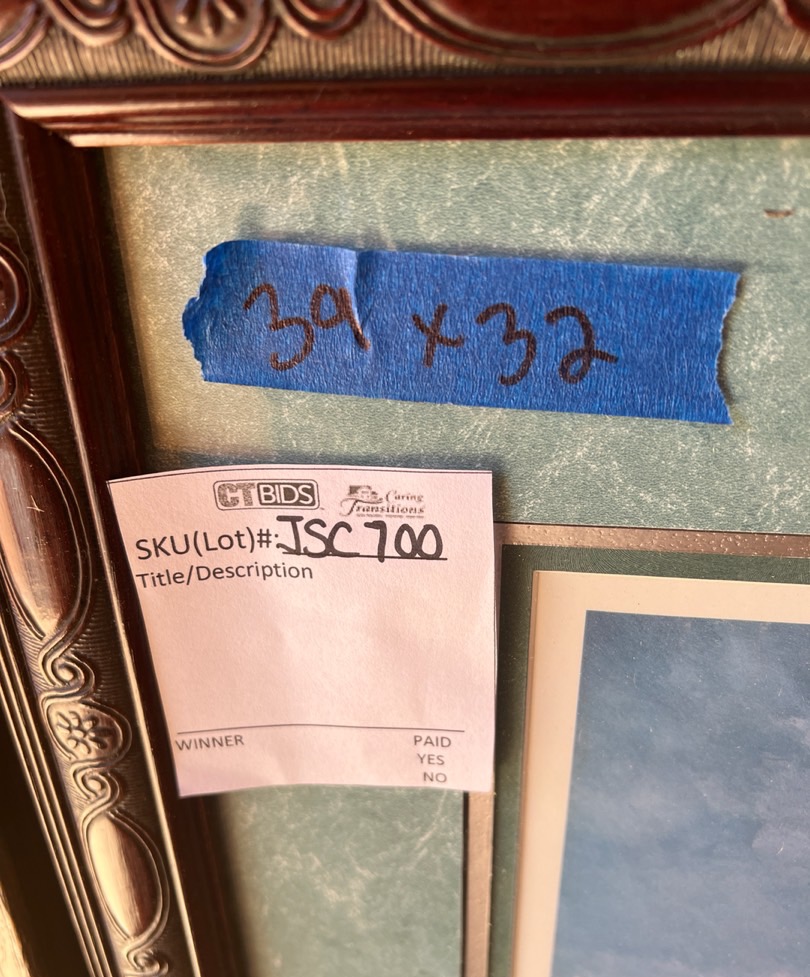 39 x 32
CTBIDS
Caring
Transitions
SKU(Lot)#: JSC700
Title/Description
WINNER PAID
YES
NO